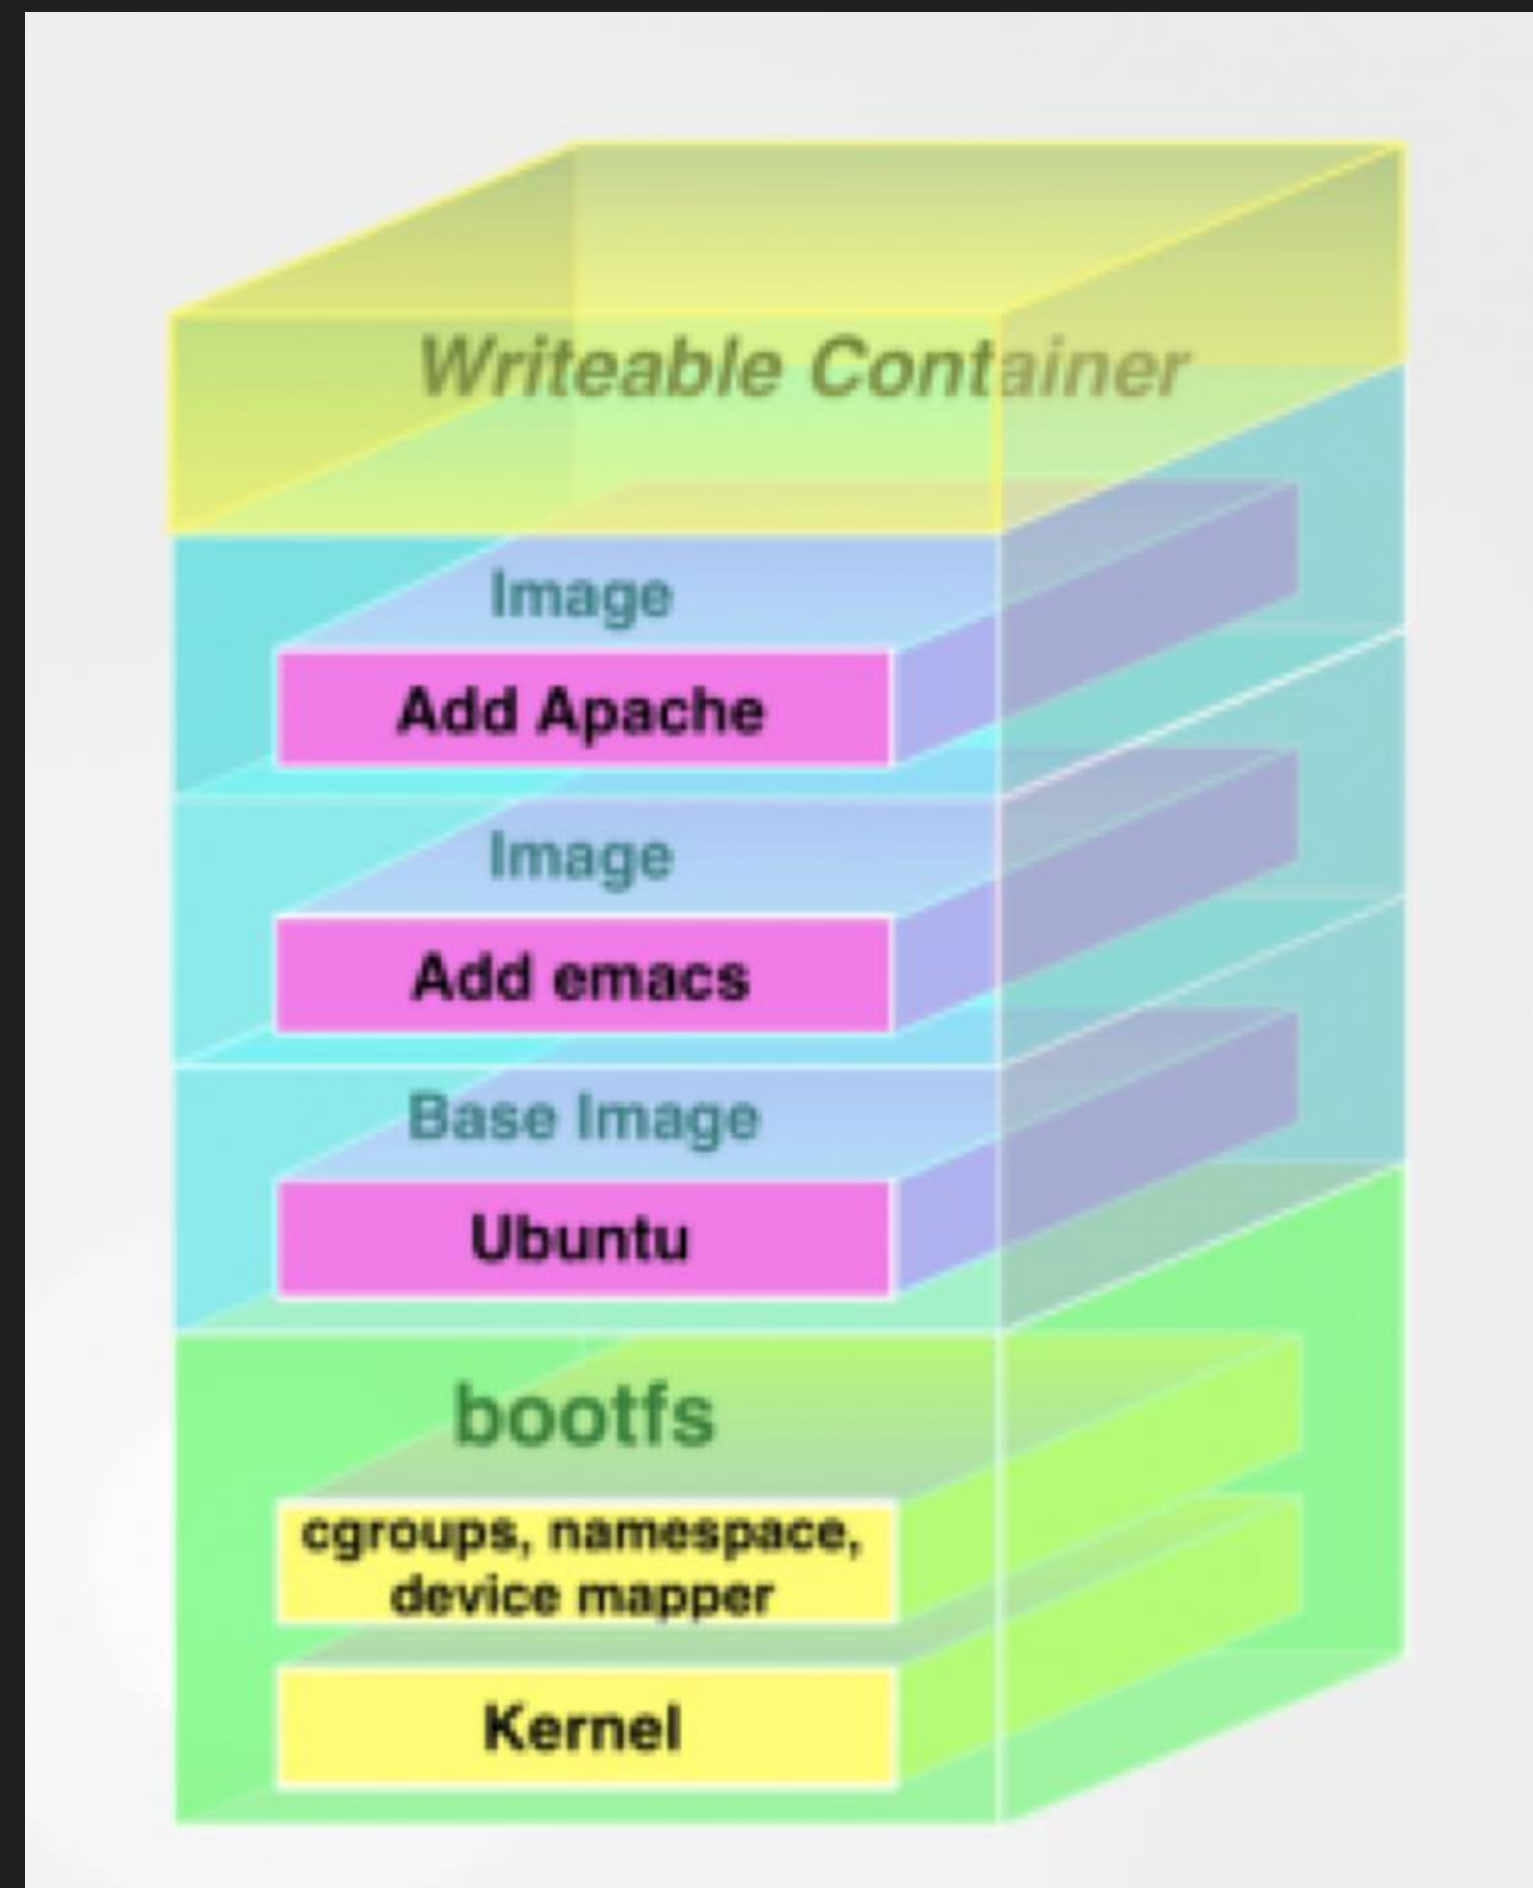 Writeable Container
Image
Add Apache
Image
Add emacs
Base Image
Ubuntu
bootfs
cgroups, namespace,
device mapper
Kernel